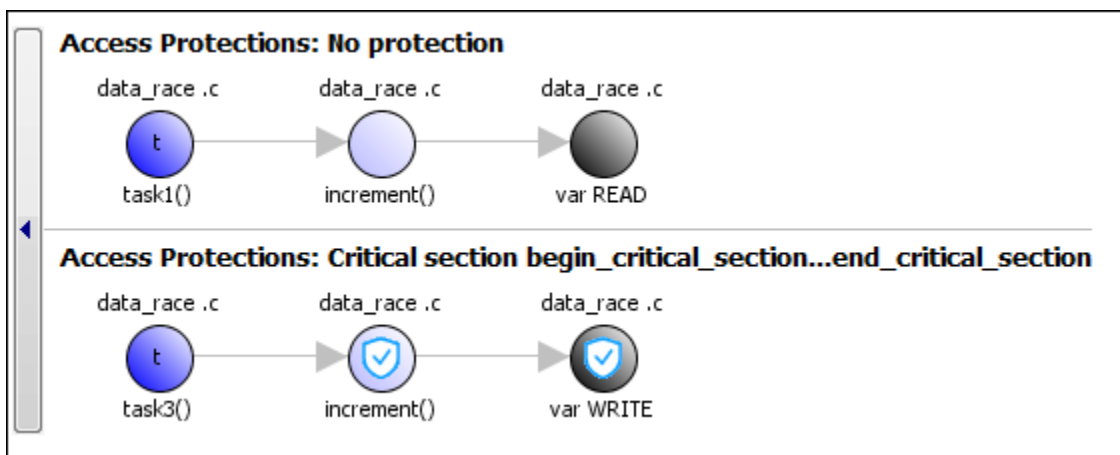 Access Protections: No protection
data_race .c data_race .c data_race .c
t
task1() increment() var READ
Access Protections: Critical section begin_critical_section...end_critical_section
data_race .c data_race .c data_race .c
t
task3() increment() var WRITE